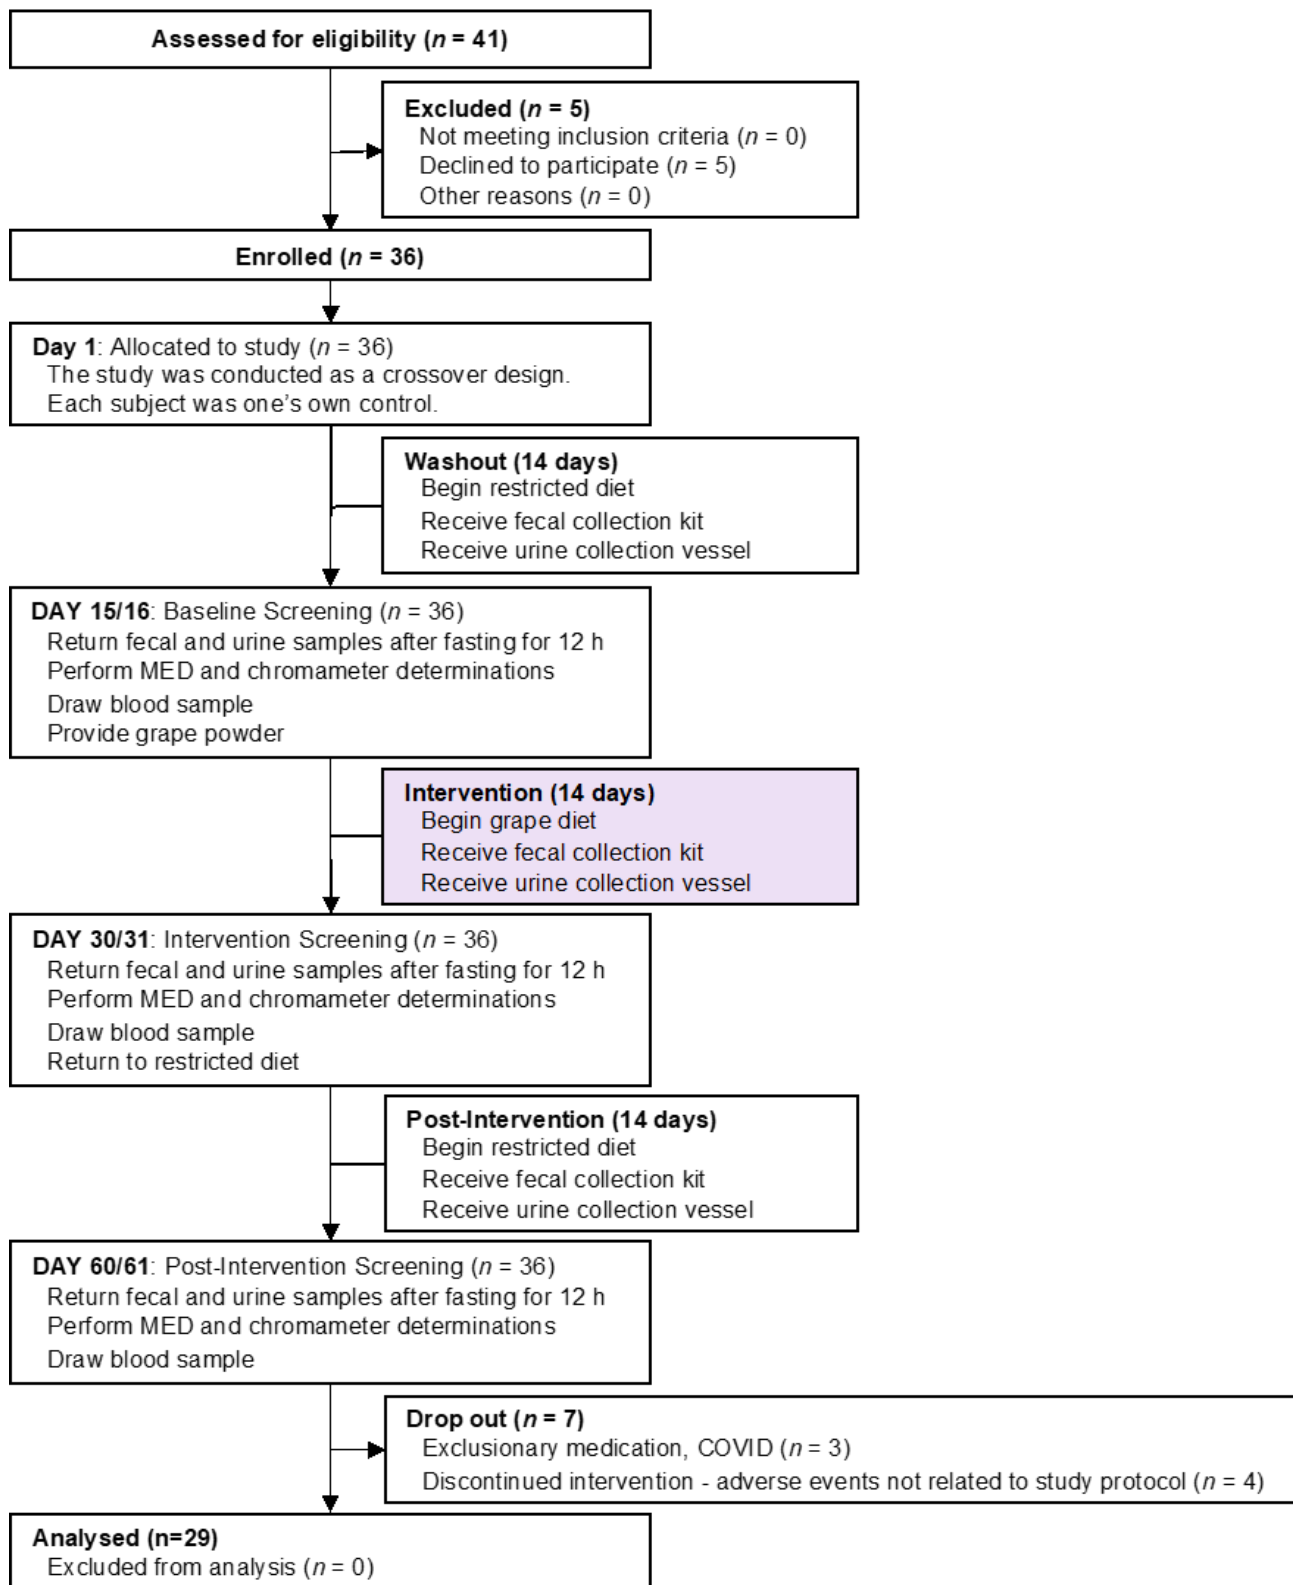 Assessed for eligibility (n = 41)
Excluded (n = 5)
Not meeting inclusion criteria (n = 0)
Declined to participate (n = 5)
Other reasons (n = 0)
Enrolled (n = 36)
Day 1: Allocated to study (n = 36)
The study was conducted as a crossover design.
Each subject was one's own control.
Washout (14 days)
Begin restricted diet
Receive fecal collection kit
Receive urine collection vessel
DAY 15/16: Baseline Screening (n = 36)
Return fecal and urine samples after fasting for 12 h
Perform MED and chromameter determinations
Draw blood sample
Provide grape powder
Intervention (14 days)
Begin grape diet
Receive fecal collection kit
Receive urine collection vessel
DAY 30/31: Intervention Screening (n = 36)
Return fecal and urine samples after fasting for 12 h
Perform MED and chromameter determinations
Draw blood sample
Return to restricted diet
Post-Intervention (14 days)
Begin restricted diet
Receive fecal collection kit
Receive urine collection vessel
DAY 60/61: Post-Intervention Screening (n = 36)
Return fecal and urine samples after fasting for 12 h
Perform MED and chromameter determinations
Draw blood sample
Drop out (n = 7)
Exclusionary medication, COVID (n = 3)
Discontinued intervention - adverse events not related to study protocol (n = 4)
Analysed (n=29)
Excluded from analysis (n = 0)